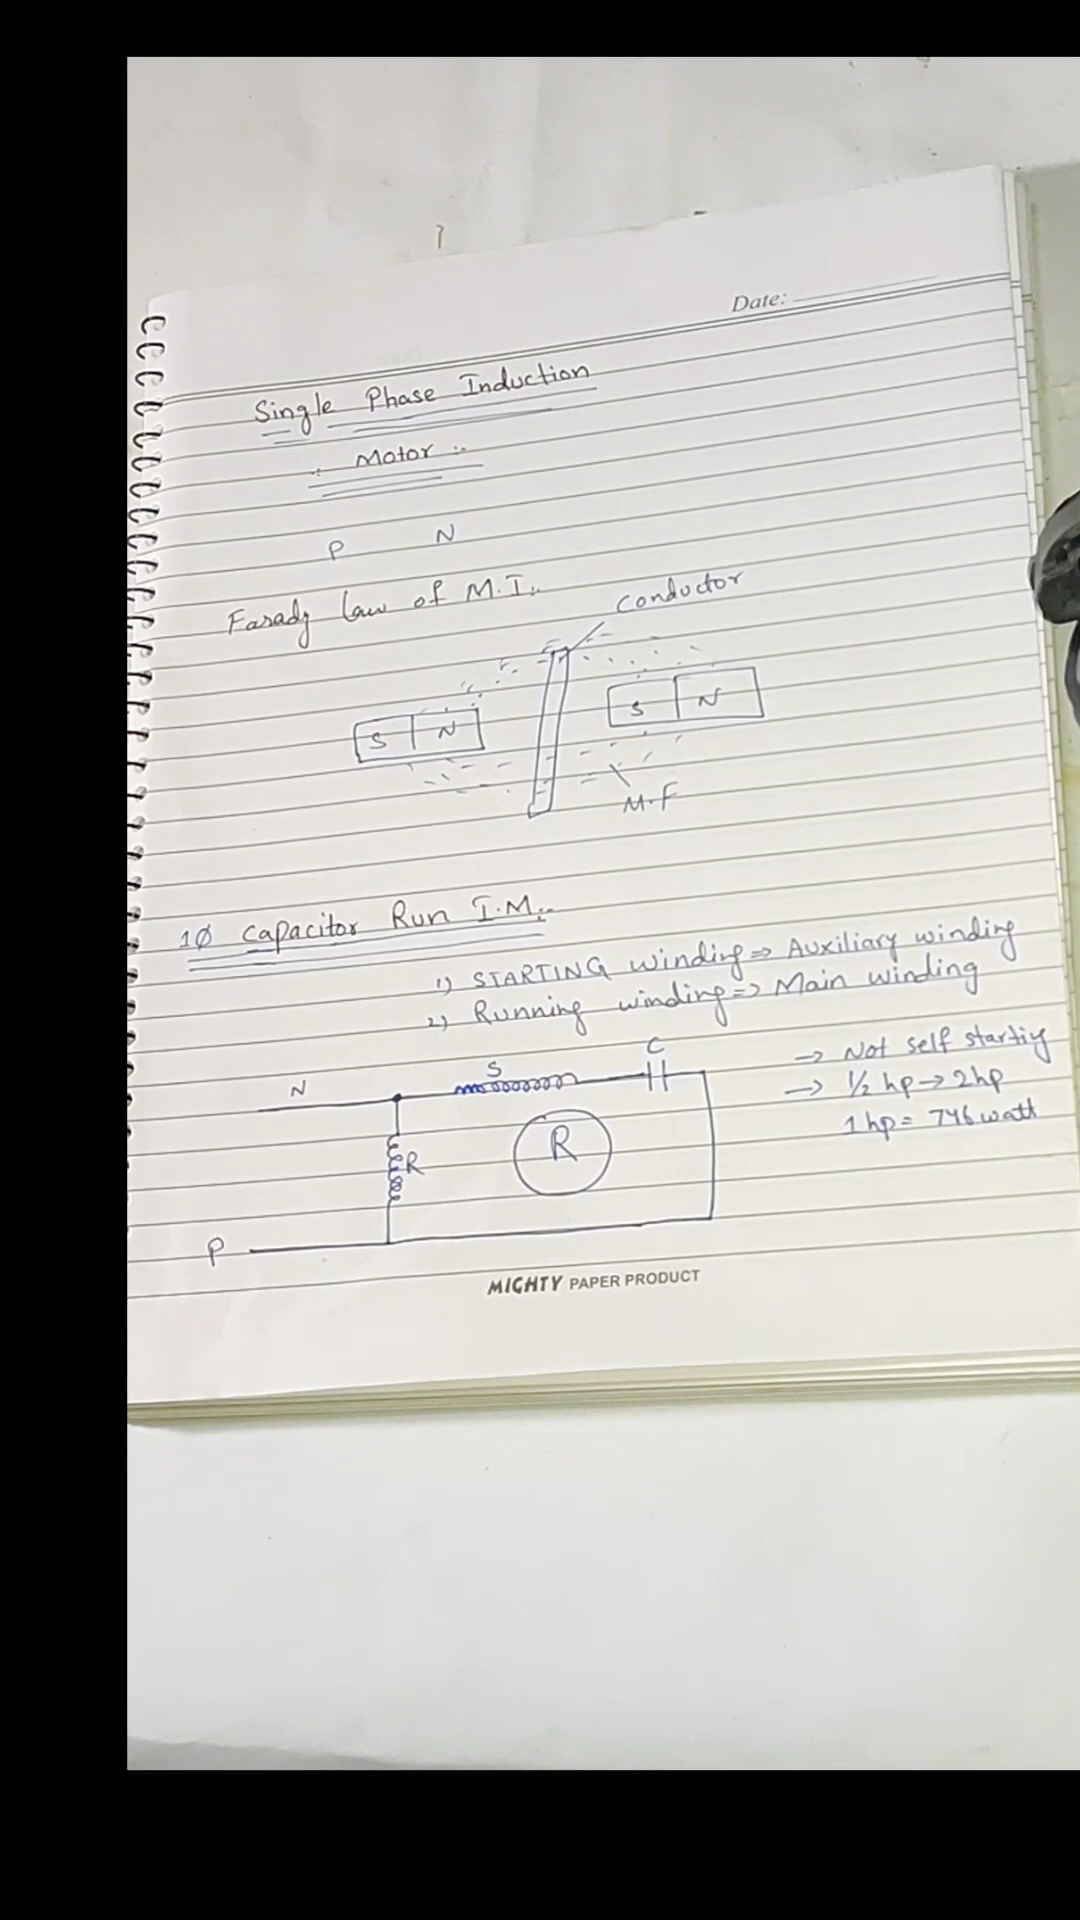 Date:
Single Phase Induction
:. Motor :.
P N
Farady law of M.I:.
Conductor
S N
S N
M.F
1Ø Capacitor Run I.M:-
1) STARTING winding => Auxiliary winding
2) Running winding => Main winding
→ Not self starting
→ ½ hp → 2hp
1 hp = 746 watt
N
S
C
R
R
P
MIGHTY PAPER PRODUCT